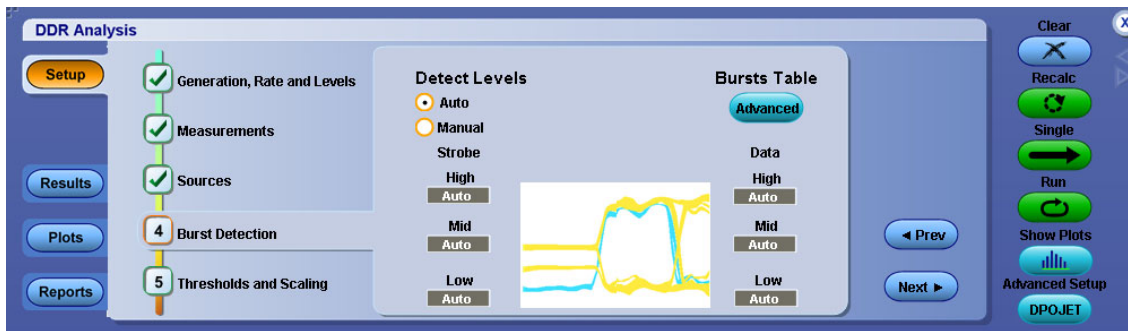 DDR Analysis
Setup
Results
Plots
Reports
Generation, Rate and Levels
Measurements
Sources
4 Burst Detection
5 Thresholds and Scaling
Detect Levels
Auto
Manual
Strobe
High
Auto
Mid
Auto
Low
Auto
Bursts Table
Advanced
Data
High
Auto
Mid
Auto
Low
Auto
◄ Prev
Next ►
Clear
X
Recalc
Single
Run
Show Plots
Advanced Setup
DPOJET